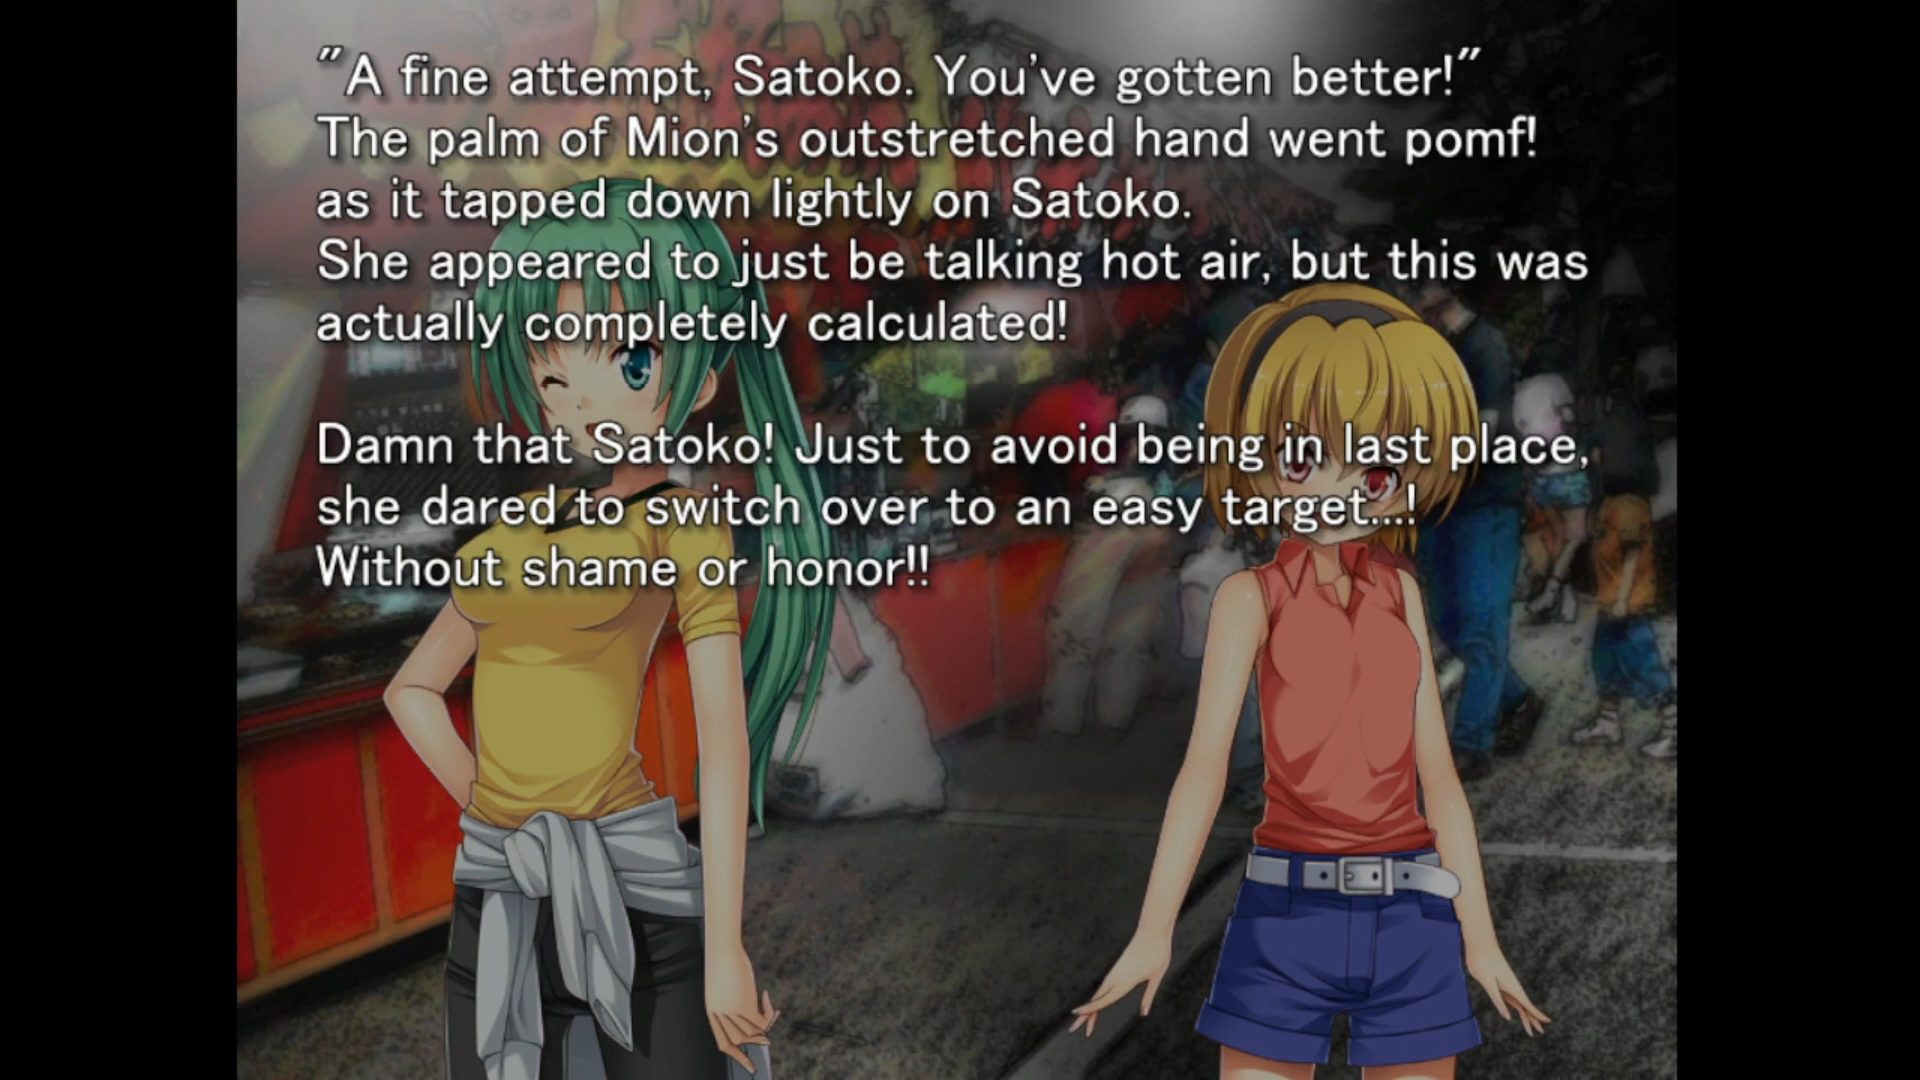 "A fine attempt, Satoko. You've gotten better!"
The palm of Mion's outstretched hand went pomf!
as it tapped down lightly on Satoko.
She appeared to just be talking hot air, but this was
actually completely calculated!
Damn that Satoko! Just to avoid being in last place,
she dared to switch over to an easy target...!
Without shame or honor!!